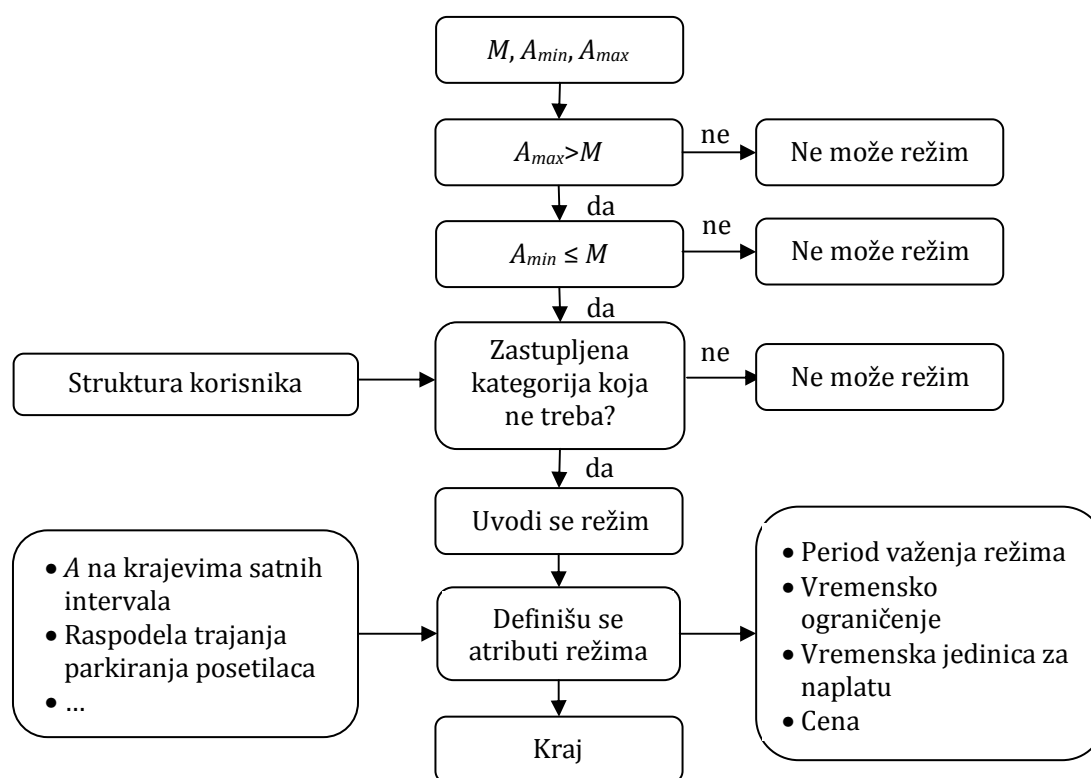 M, Amin, Amax
Amax>M
ne
Ne može režim
da
Amin ≤ M
ne
Ne može režim
da
Struktura korisnika
Zastupljena
kategorija koja
ne treba?
ne
Ne može režim
da
Uvodi se režim
• A na krajevima satnih
intervala
• Raspodela trajanja
parkiranja posetilaca
• ...
Definišu se
atributi režima
• Period važenja režima
• Vremensko
ograničenje
• Vremenska jedinica za
naplatu
• Cena
Kraj